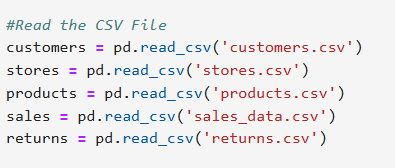 #Read the CSV File
customers = pd.read_csv('customers.csv')
stores = pd.read_csv('stores.csv')
products = pd.read_csv('products.csv')
sales = pd.read_csv('sales_data.csv')
returns = pd.read_csv('returns.csv')